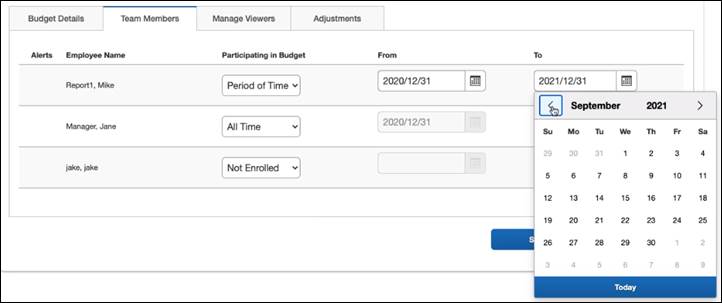 Budget Details Team Members Manage Viewers Adjustments
Alerts Employee Name Participating in Budget From To
Report1, Mike Period of Time 2020/12/31 2021/12/31
Manager, Jane All Time 2020/12/31
jake, jake Not Enrolled
S
September 2021
Su Mo Tu We Th Fr Sa
29 30 31 1 2 3 4
5 6 7 8 9 10 11
12 13 14 15 16 17 18
19 20 21 22 23 24 25
26 27 28 29 30 1 2
3 4 5 6 7 8 9
Today